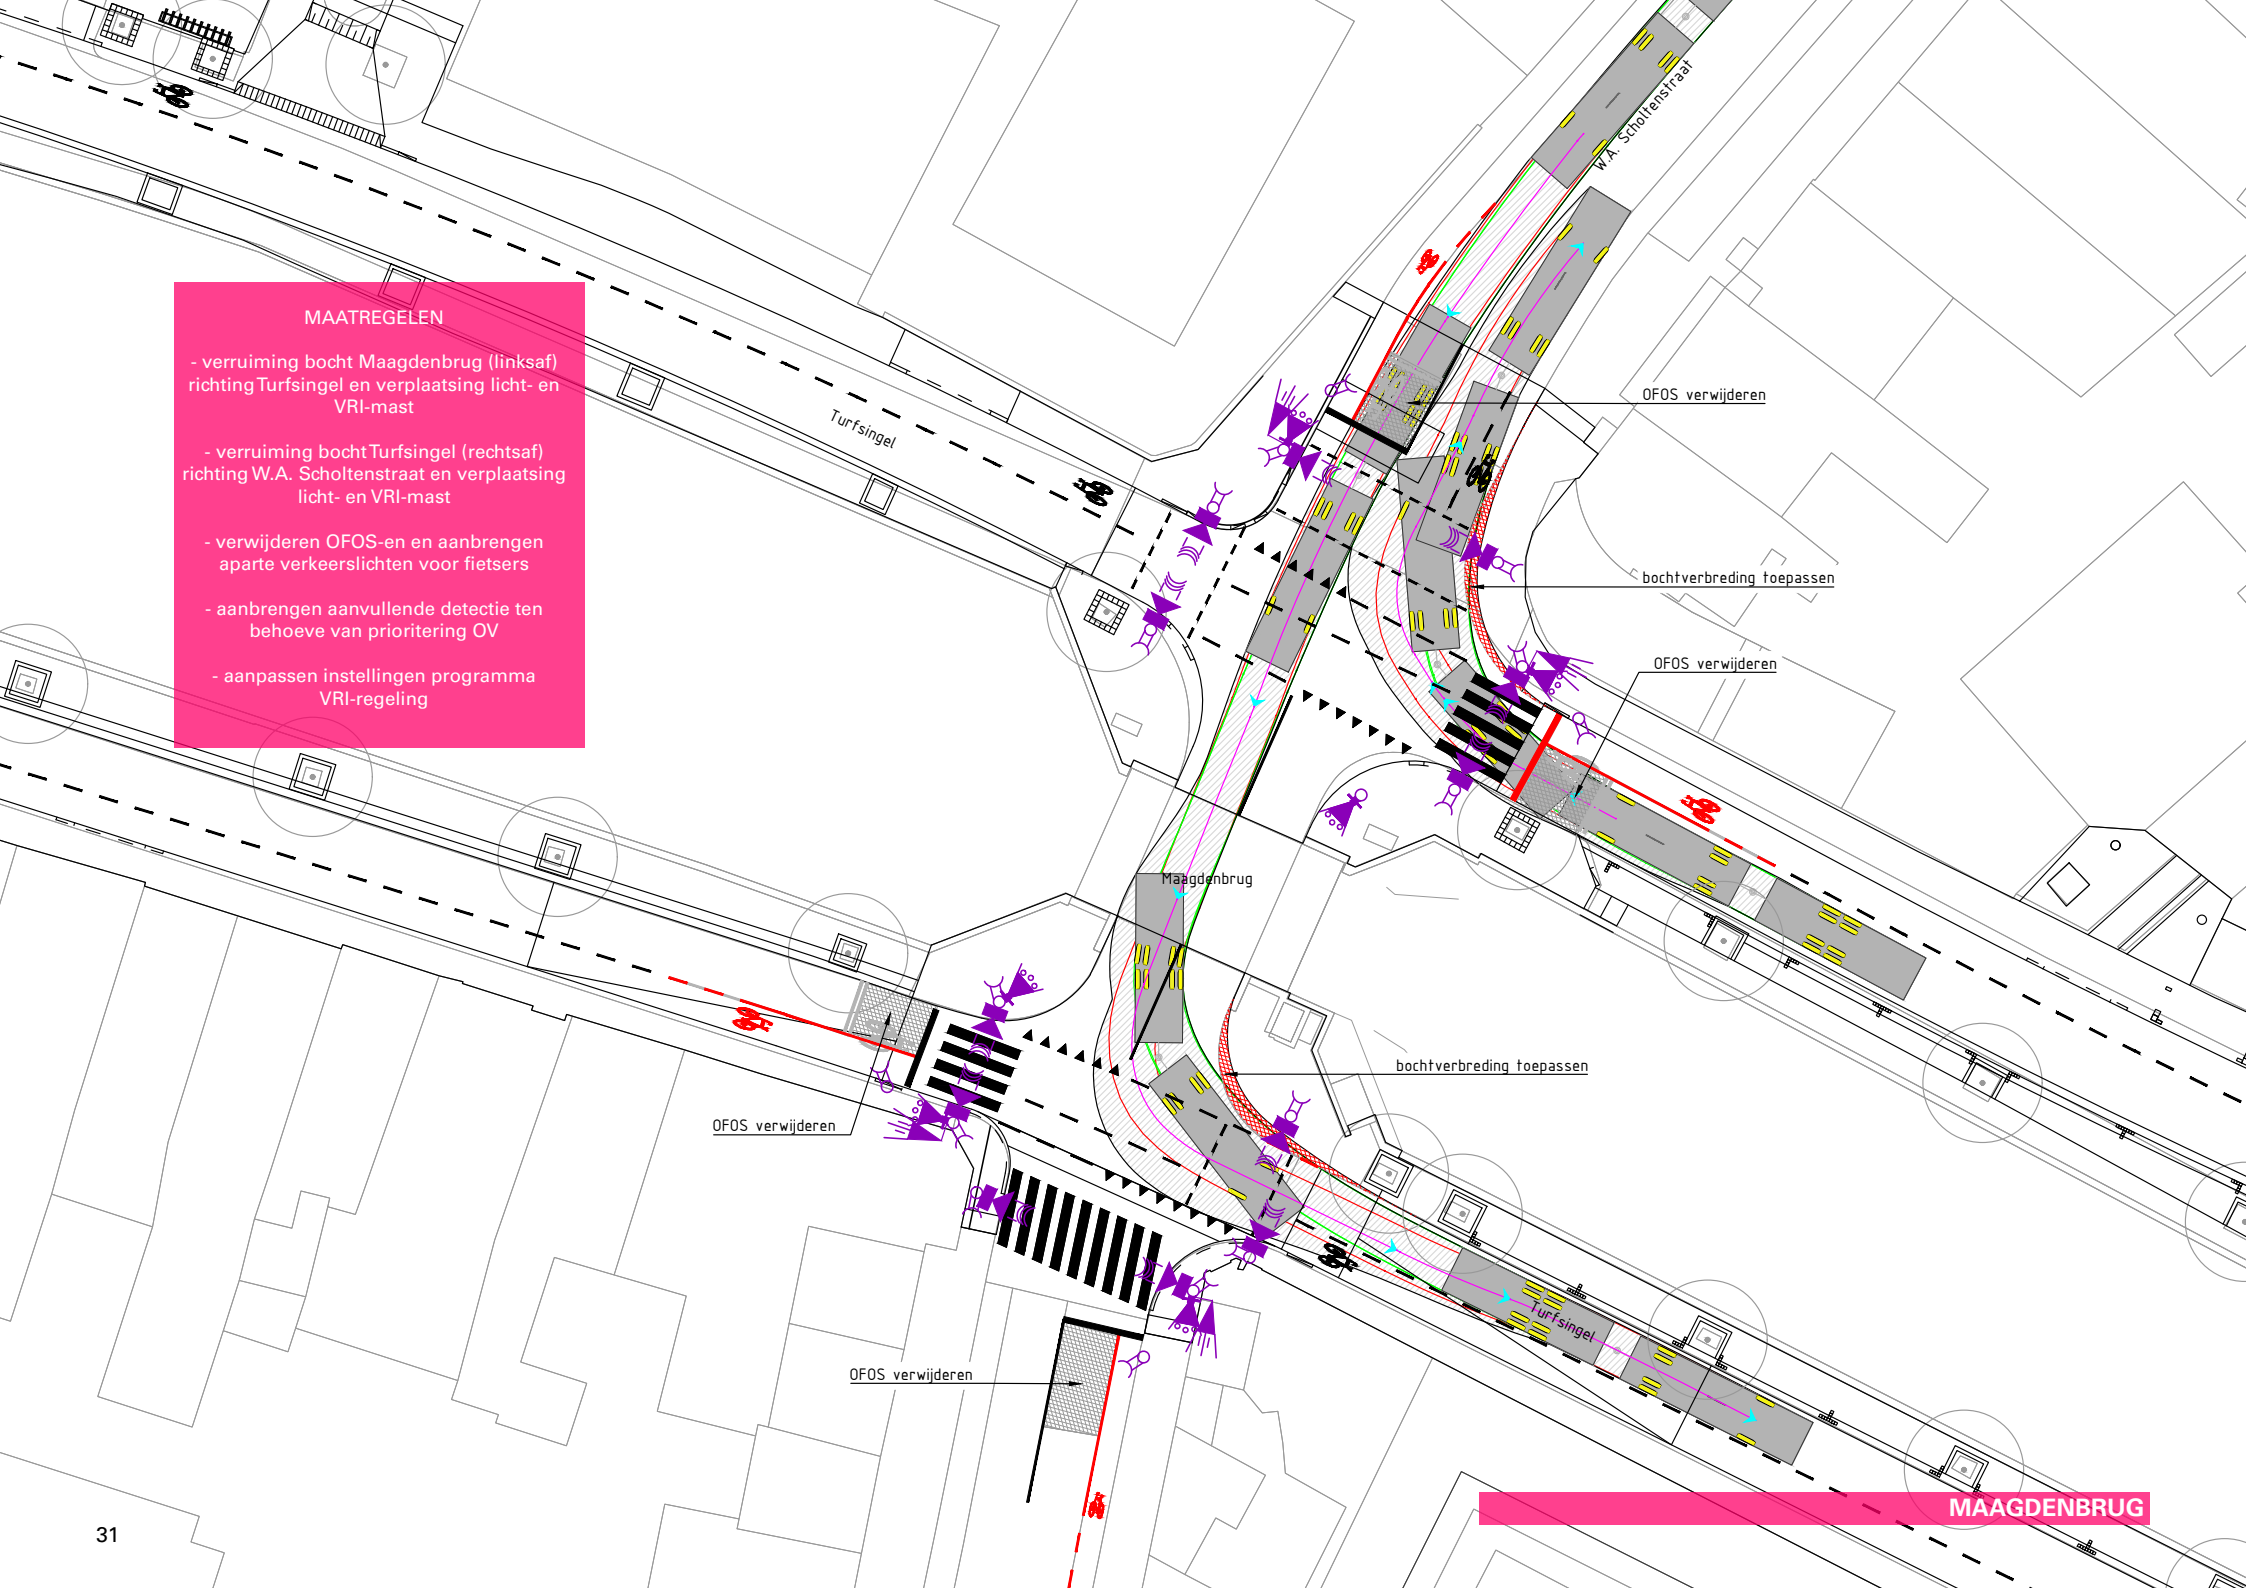 W.A. Scholtenstraat
MAATREGELEN
- verruiming bocht Maagdenbrug (linksaf)
richting Turfsingel en verplaatsing licht- en
VRI-mast
- verruiming bocht Turfsingel (rechtsaf)
richting W.A. Scholtenstraat en verplaatsing
licht- en VRI-mast
- verwijderen OFOS-en en aanbrengen
aparte verkeerslichten voor fietsers
- aanbrengen aanvullende detectie ten
behoeve van prioritering OV
- aanpassen instellingen programma
VRI-regeling
OFOS verwijderen
Turfsingel
bochtverbreding toepassen
OFOS verwijderen
Maagdenbrug
bochtverbreding toepassen
OFOS verwijderen
Turfsingel
OFOS verwijderen
MAAGDENBRUG
31